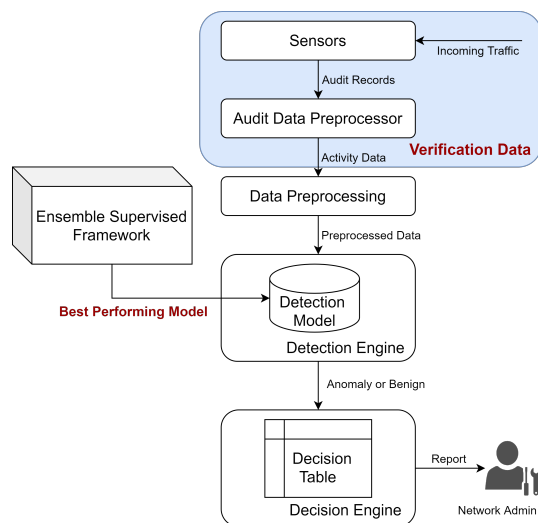 Sensors
Incoming Traffic
Audit Records
Audit Data Preprocessor
Verification Data
Activity Data
Data Preprocessing
Ensemble Supervised
Framework
Preprocessed Data
Best Performing Model
Detection
Model
Detection Engine
Anomaly or Benign
Decision
Table
Decision Engine
Report
Network Admin